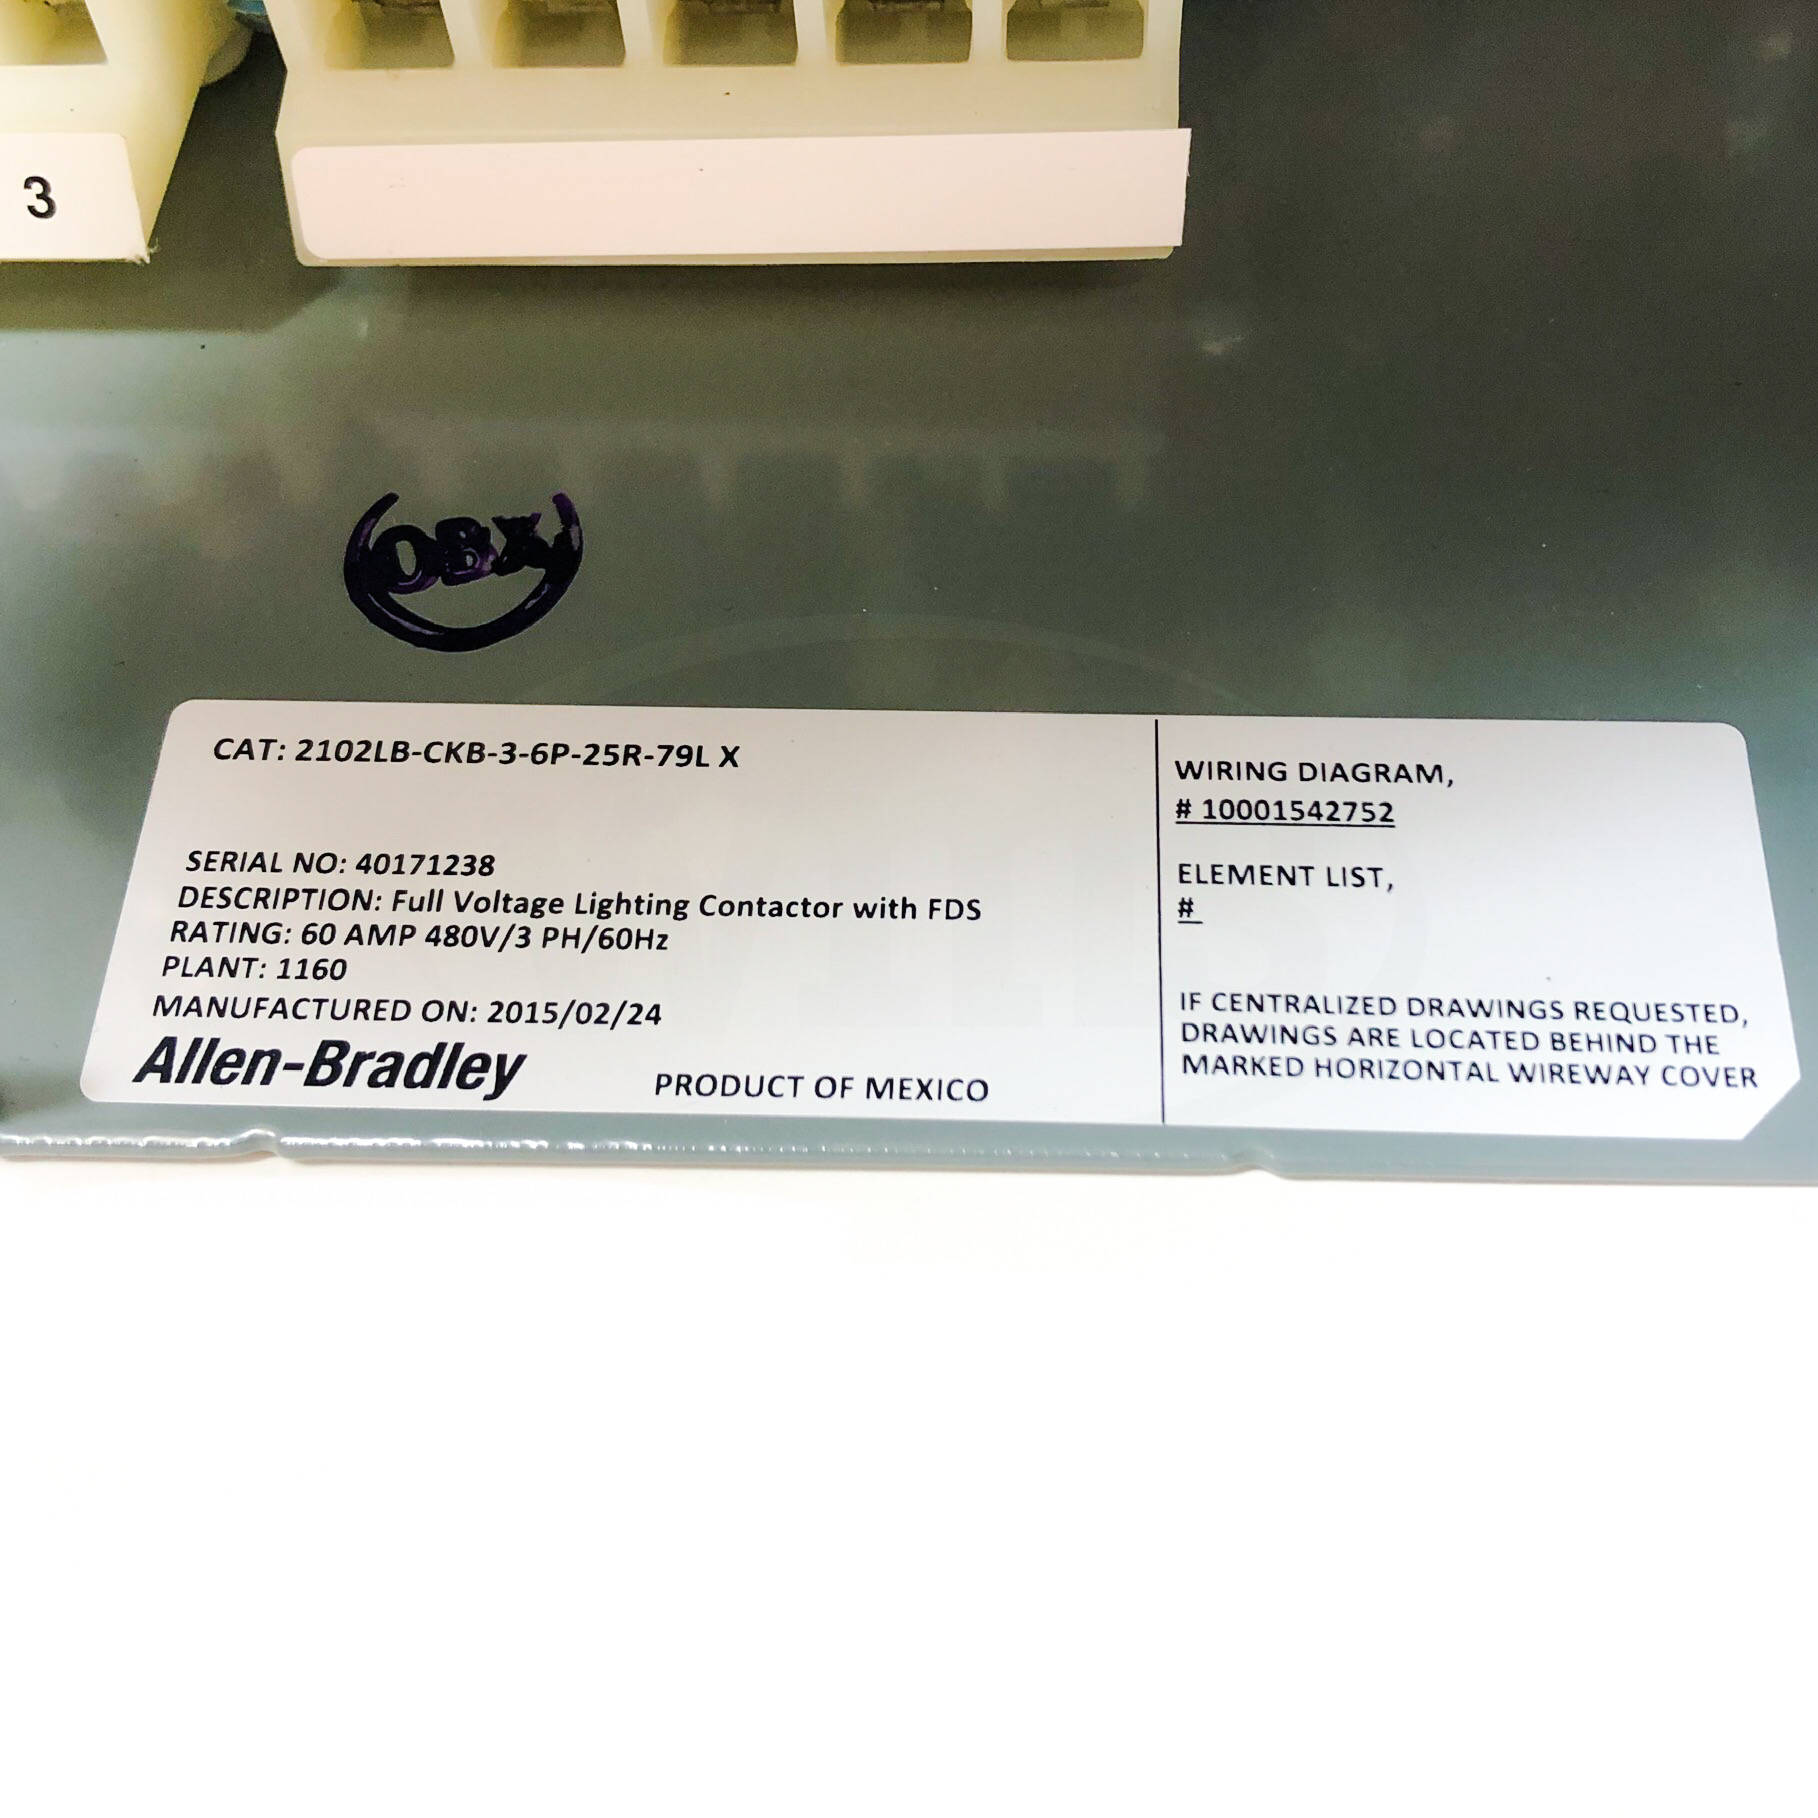 3
OBX
CAT: 2102LB-CKB-3-6P-25R-79L X
SERIAL NO: 40171238
DESCRIPTION: Full Voltage Lighting Contactor with FDS
RATING: 60 AMP 480V/3 PH/60Hz
PLANT: 1160
MANUFACTURED ON: 2015/02/24
Allen-Bradley
PRODUCT OF MEXICO
WIRING DIAGRAM,
# 10001542752
ELEMENT LIST,
#
IF CENTRALIZED DRAWINGS REQUESTED,
DRAWINGS ARE LOCATED BEHIND THE
MARKED HORIZONTAL WIREWAY COVER